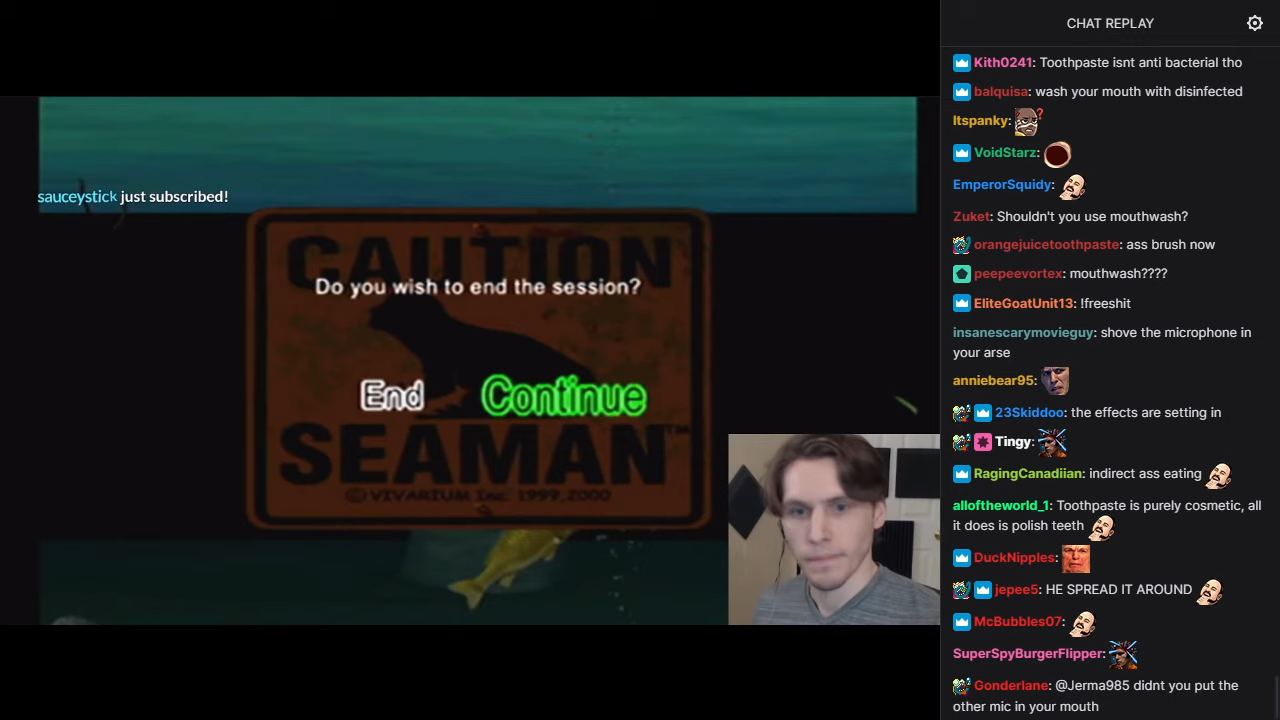 CHAT REPLAY
Kith0241: Toothpaste isnt anti bacterial tho
balquisa: wash your mouth with disinfected
Itspanky:
VoidStarz:
EmperorSquidy:
Zuket: Shouldn't you use mouthwash?
orangejuicetoothpaste: ass brush now
peepeevortex: mouthwash????
EliteGoatUnit13: !freeshit
insanescarymovieguy: shove the microphone in
your arse
anniebear95:
23Skiddoo: the effects are setting in
Tingy:
RagingCanadiian: indirect ass eating
alloftheworld_1: Toothpaste is purely cosmetic, all
it does is polish teeth
DuckNipples:
jepee5: HE SPREAD IT AROUND
McBubbles07:
SuperSpyBurgerFlipper:
Gonderlane: @Jerma985 didnt you put the
other mic in your mouth
sauceystick just subscribed!
CAUTION
Do you wish to end the session?
End Continue
SEAMAN™
© VIVARIUM Inc. 1999,2000